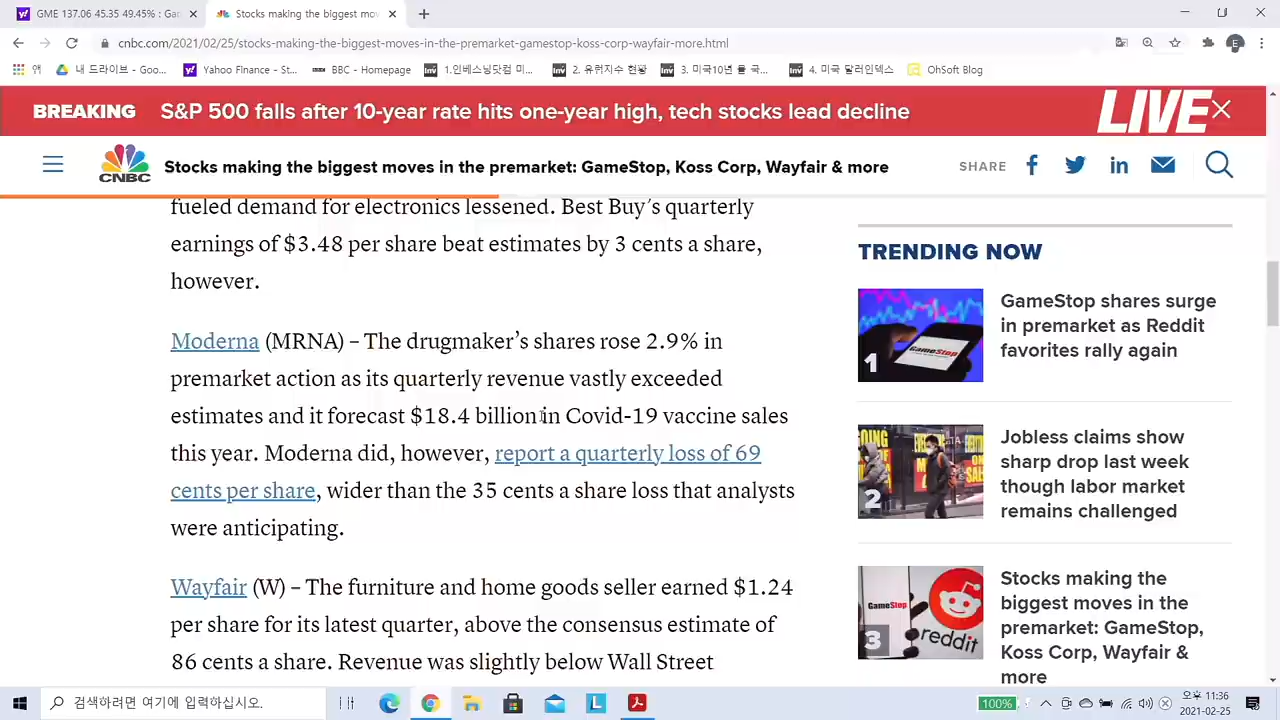 GME 137.06 45.35 49.45% : Ga
Stocks making the biggest mov
cnbc.com/2021/02/25/stocks-making-the-biggest-moves-in-the-premarket-gamestop-koss-corp-wayfair-more.html
E
앱
내 드라이브 - Goo...
Yahoo Finance - St...
BBC - Homepage
1.인베스닝닷컴 미...
2. 유뤼지수 현황
3. 미국10년 율 국...
4. 미국 달러인덱스
OhSoft Blog
BREAKING S&P 500 falls after 10-year rate hits one-year high, tech stocks lead decline LIVE
CNBC
Stocks making the biggest moves in the premarket: GameStop, Koss Corp, Wayfair & more
SHARE
fueled demand for electronics lessened. Best Buy's quarterly
earnings of $3.48 per share beat estimates by 3 cents a share,
however.
Moderna (MRNA) – The drugmaker's shares rose 2.9% in
premarket action as its quarterly revenue vastly exceeded
estimates and it forecast $18.4 billion in Covid-19 vaccine sales
this year. Moderna did, however, report a quarterly loss of 69
cents per share, wider than the 35 cents a share loss that analysts
were anticipating.
Wayfair (W) – The furniture and home goods seller earned $1.24
per share for its latest quarter, above the consensus estimate of
86 cents a share. Revenue was slightly below Wall Street
TRENDING NOW
GameStop
1
GameStop shares surge
in premarket as Reddit
favorites rally again
2
Jobless claims show
sharp drop last week
though labor market
remains challenged
GameStop
reddit
3
Stocks making the
biggest moves in the
premarket: GameStop,
Koss Corp, Wayfair &
more
검색하려면 여기에 입력하십시오.
100%
오후 11:36
2021-02-25